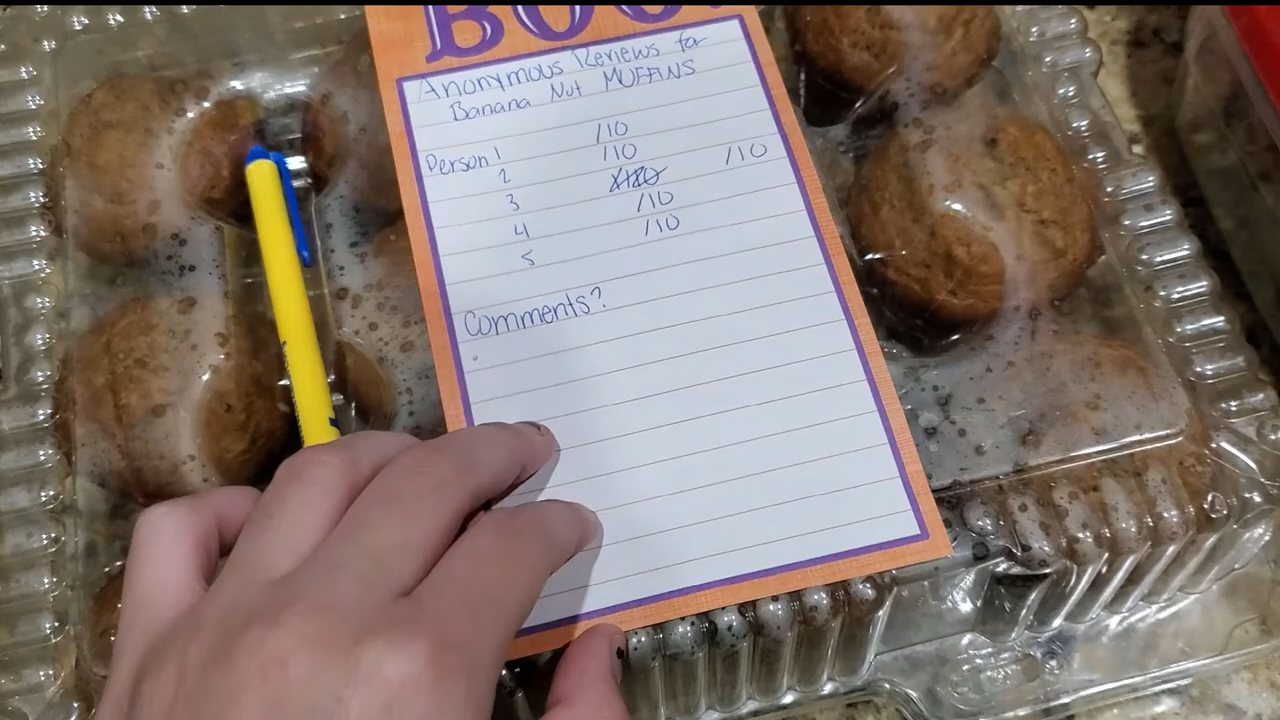 BOO!
Anonymous Reviews for
Banana Nut MUFFINS
Person 1 /10
2 /10
3 /10
4 /10
5 /10
Comments?